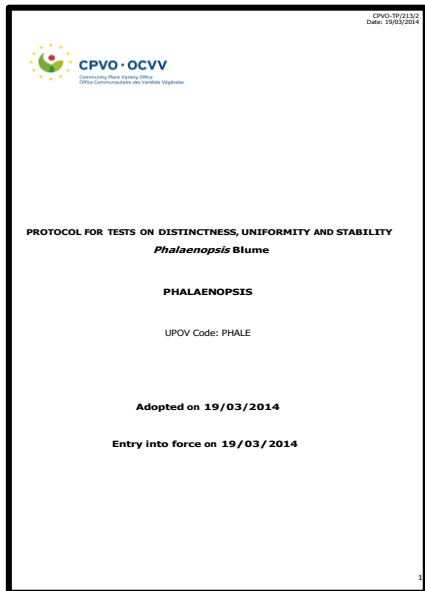 CPVO-TP/213/2
Date: 19/03/2014
CPVO · OCVV
Community Plant Variety Office
Office Communautaire des Variétés Végétales
PROTOCOL FOR TESTS ON DISTINCTNESS, UNIFORMITY AND STABILITY
Phalaenopsis Blume
PHALAENOPSIS
UPOV Code: PHALE
Adopted on 19/03/2014
Entry into force on 19/03/2014
1